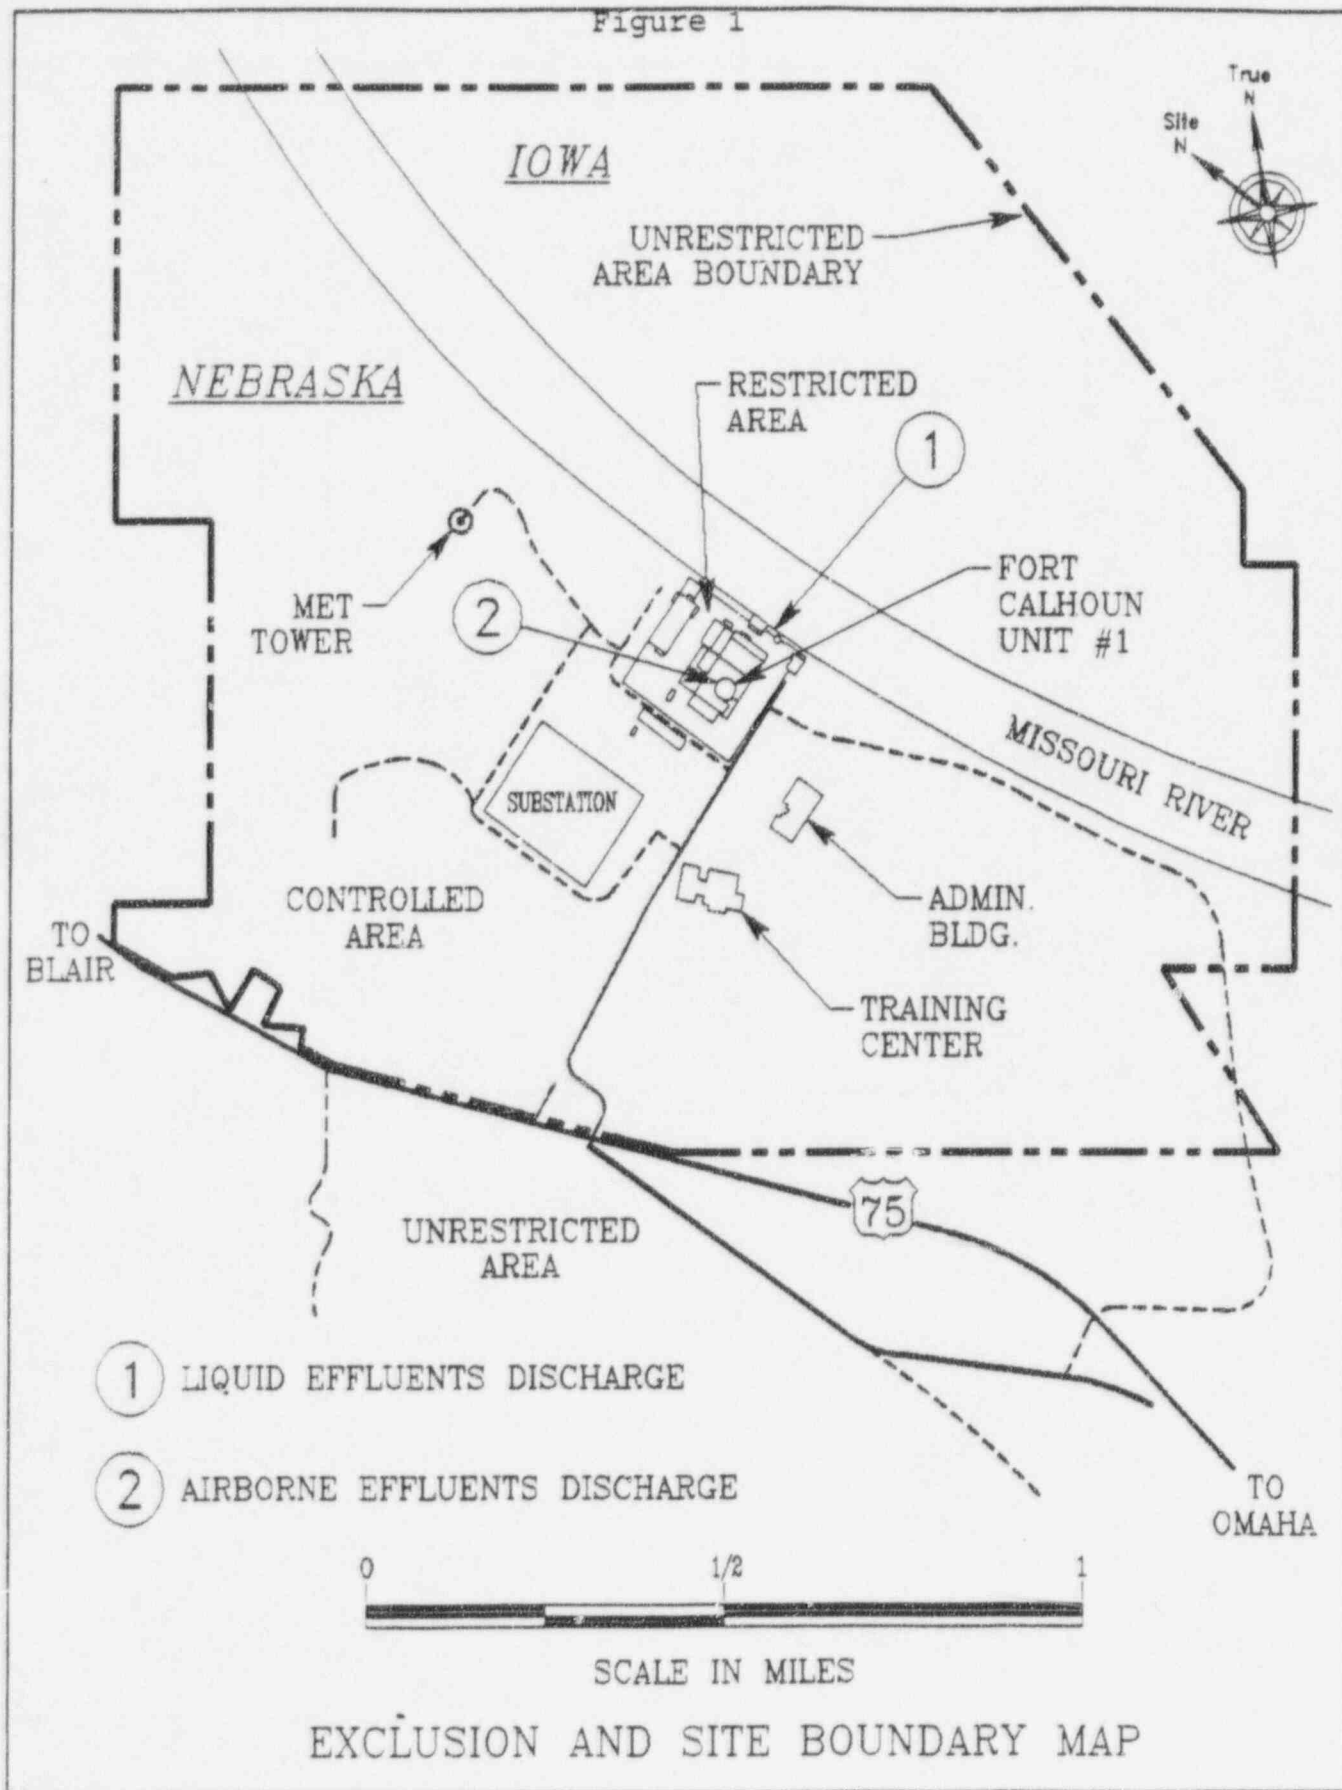 Figure 1
True
N
Site
N
IOWA
UNRESTRICTED
AREA BOUNDARY
NEBRASKA
RESTRICTED
AREA
1
MET
TOWER
2
FORT
CALHOUN
UNIT #1
MISSOURI RIVER
SUBSTATION
CONTROLLED
AREA
ADMIN.
BLDG.
TO
BLAIR
TRAINING
CENTER
75
UNRESTRICTED
AREA
1 LIQUID EFFLUENTS DISCHARGE
2 AIRBORNE EFFLUENTS DISCHARGE
TO
OMAHA
0 1/2 1
SCALE IN MILES
EXCLUSION AND SITE BOUNDARY MAP